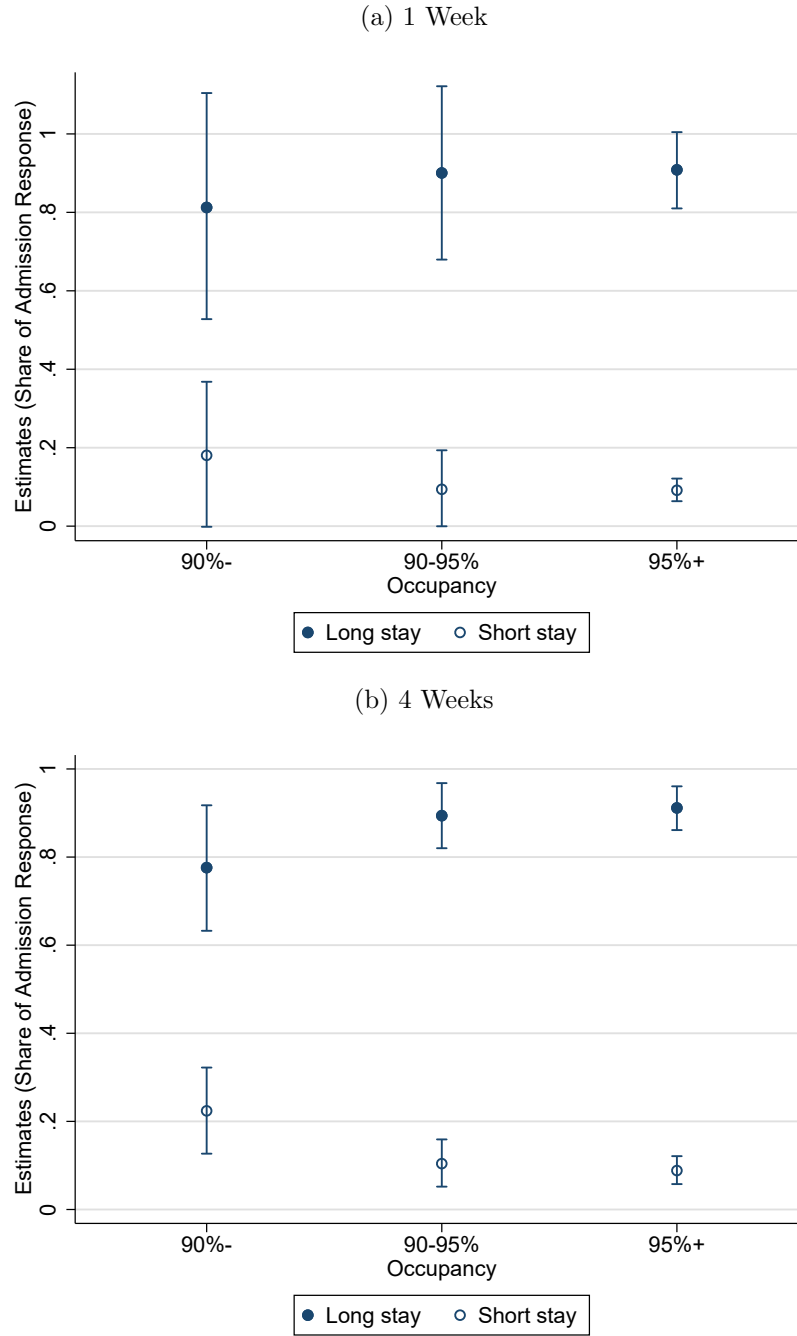 (a) 1 Week
Estimates (Share of Admission Response)
1
.8
.6
.4
.2
0
90%-
90-95%
95%+
Occupancy
Long stay
Short stay
(b) 4 Weeks
Estimates (Share of Admission Response)
1
.8
.6
.4
.2
0
90%-
90-95%
95%+
Occupancy
Long stay
Short stay